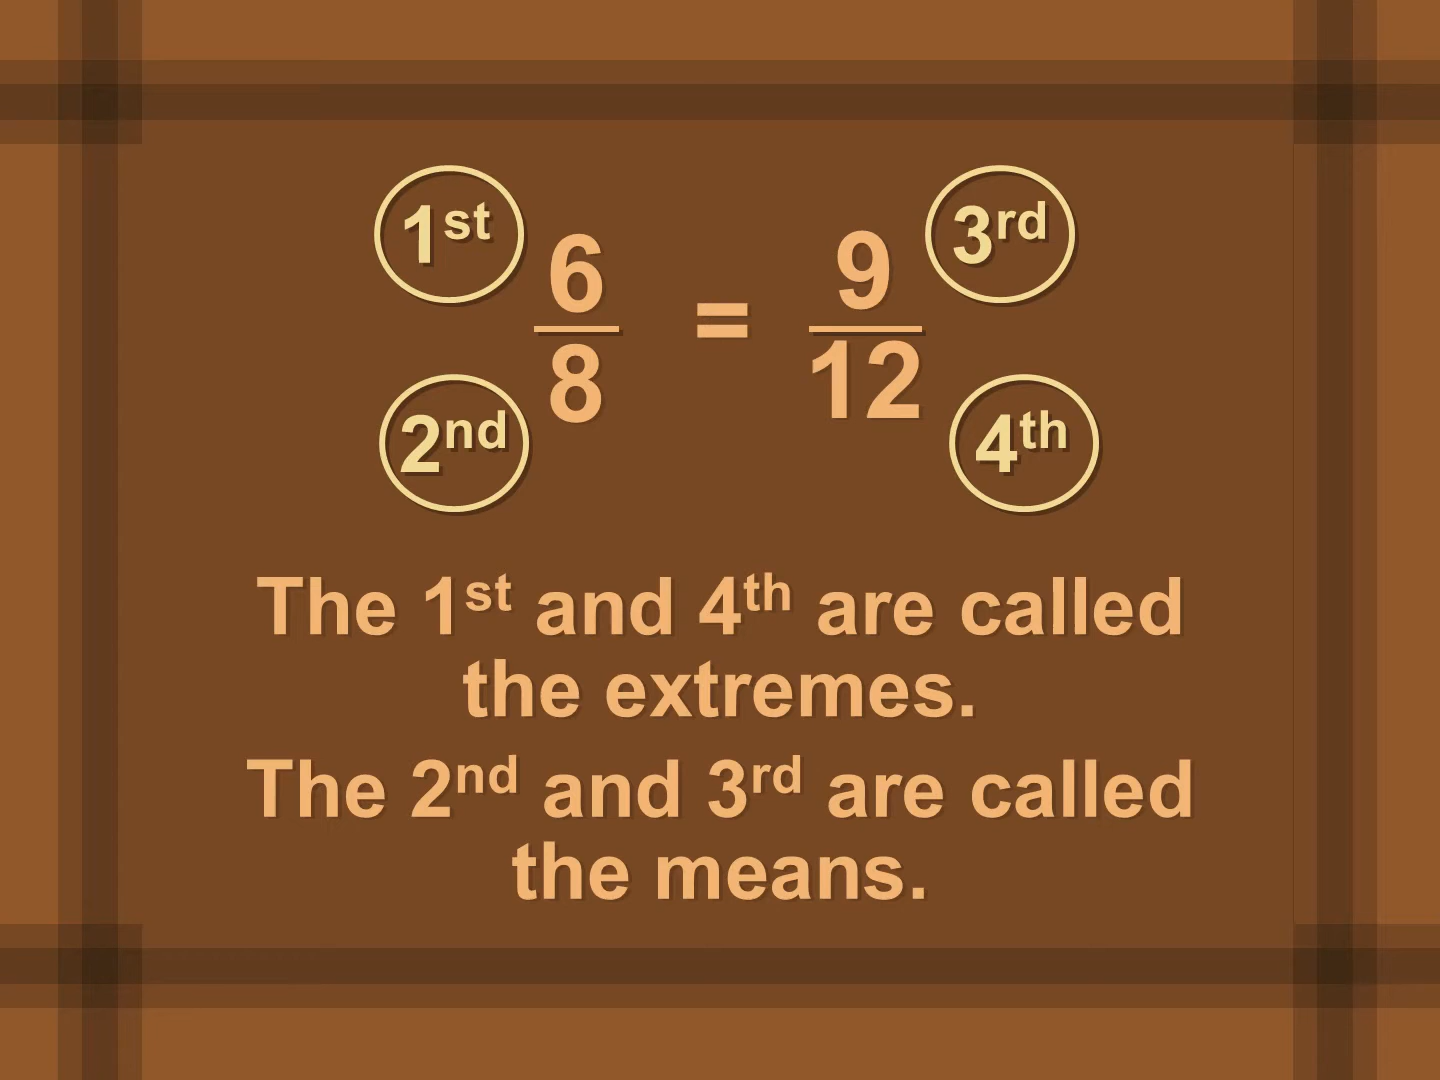 1st 6 = 9 3rd
2nd 8 12 4th
The 1st and 4th are called
the extremes.
The 2nd and 3rd are called
the means.